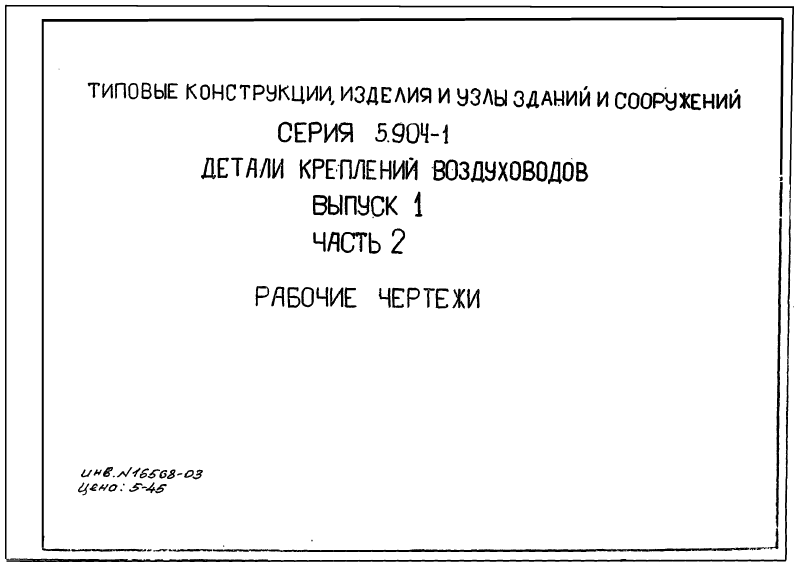 ТИПОВЫЕ КОНСТРУКЦИИ, ИЗДЕЛИЯ И УЗЛЫ ЗДАНИЙ И СООРУЖЕНИЙ
СЕРИЯ 5.904-1
ДЕТАЛИ КРЕПЛЕНИЙ ВОЗДУХОВОДОВ
ВЫПУСК 1
ЧАСТЬ 2
РАБОЧИЕ ЧЕРТЕЖИ
инв. N16568-03
Цена: 5-45